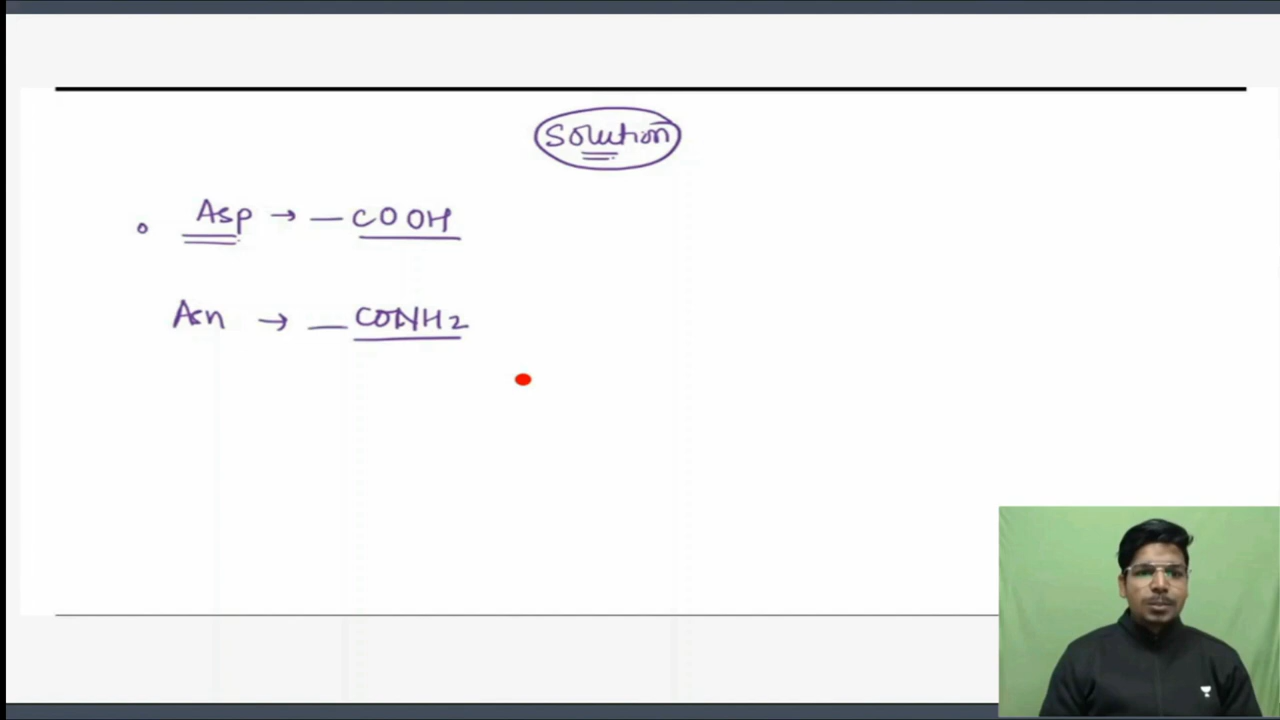 Solution
Asp → — COOH
Asn → — CONH2